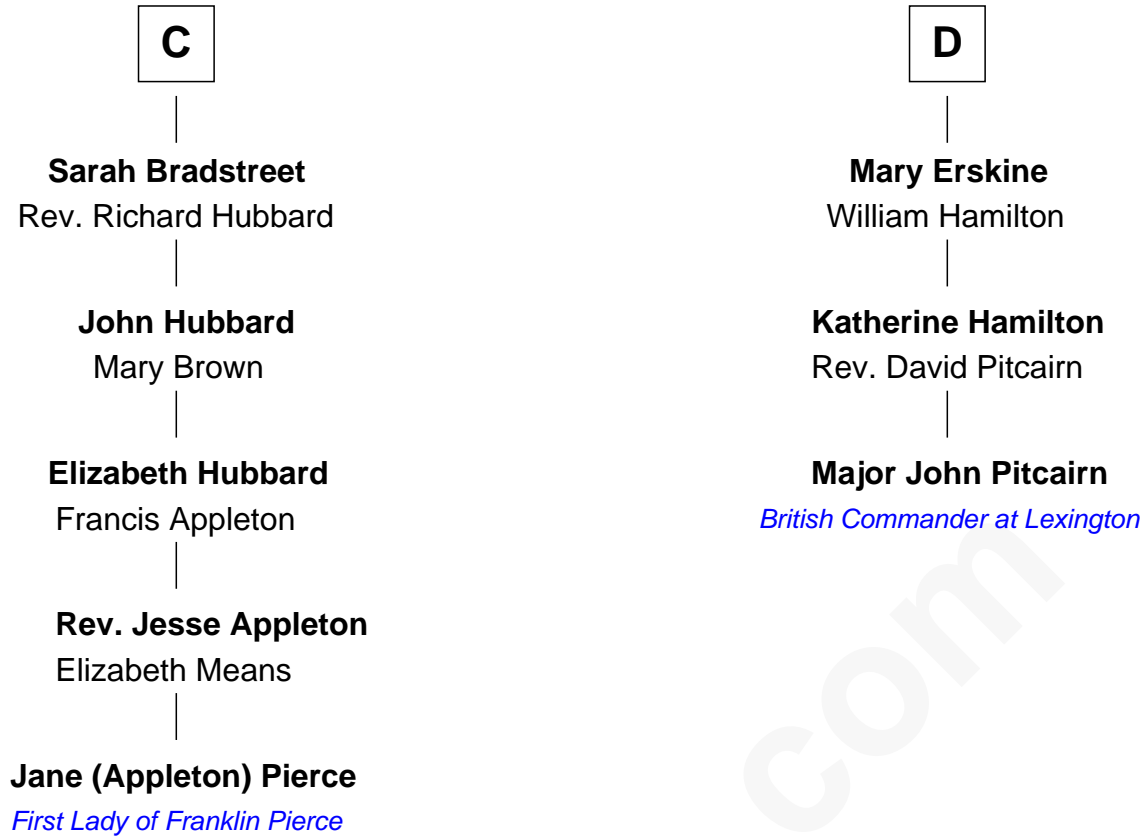 C
Sarah Bradstreet
Rev. Richard Hubbard
John Hubbard
Mary Brown
Elizabeth Hubbard
Francis Appleton
Rev. Jesse Appleton
Elizabeth Means
Jane (Appleton) Pierce
First Lady of Franklin Pierce
D
Mary Erskine
William Hamilton
Katherine Hamilton
Rev. David Pitcairn
Major John Pitcairn
British Commander at Lexington
com